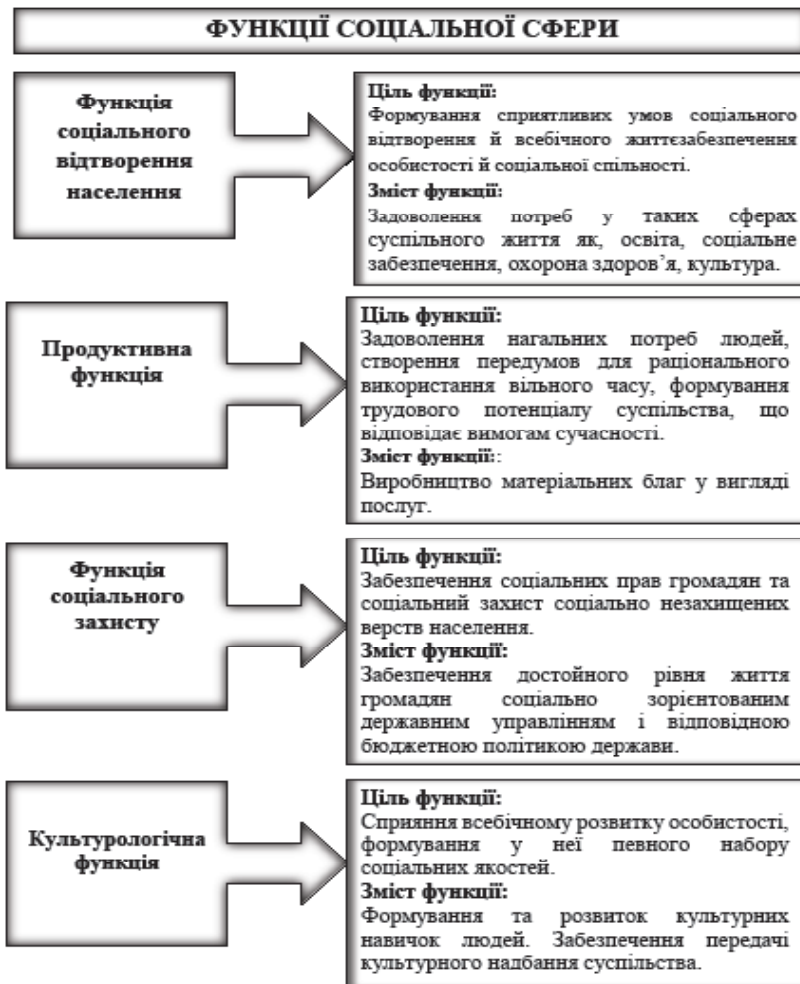 ФУНКЦІЇ СОЦІАЛЬНОЇ СФЕРИ
Функція
соціального
відтворення
населення
Ціль функції:
Формування сприятливих умов соціального
відтворення й всебічного життєзабезпечення
особистості й соціальної спільності.
Зміст функції:
Задоволення потреб у таких сферах
суспільного життя як, освіта, соціальне
забезпечення, охорона здоров’я, культура.
Продуктивна
функція
Ціль функції:
Задоволення нагальних потреб людей,
створення передумов для раціонального
використання вільного часу, формування
трудового потенціалу суспільства, що
відповідає вимогам сучасності.
Зміст функції::
Виробництво матеріальних благ у вигляді
послуг.
Функція
соціального
захисту
Ціль функції:
Забезпечення соціальних прав громадян та
соціальний захист соціально незахищених
верств населення.
Зміст функції:
Забезпечення достойного рівня життя
громадян соціально зорієнтованим
державним управлінням і відповідною
бюджетною політикою держави.
Культурологічна
функція
Ціль функції:
Сприяння всебічному розвитку особистості,
формування у неї певного набору
соціальних якостей.
Зміст функції:
Формування та розвиток культурних
навичок людей. Забезпечення передачі
культурного надбання суспільства.